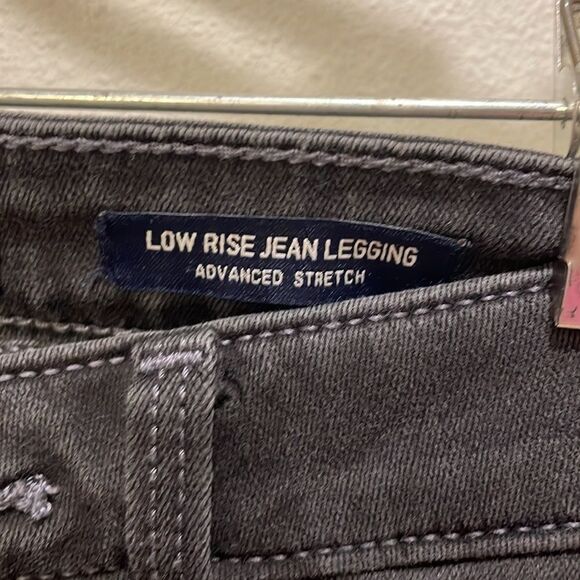 LOW RISE JEAN LEGGING
ADVANCED STRETCH